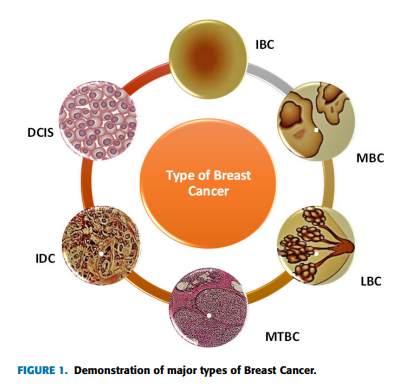 IBC
DCIS
MBC
Type of Breast
Cancer
IDC
LBC
MTBC
FIGURE 1. Demonstration of major types of Breast Cancer.